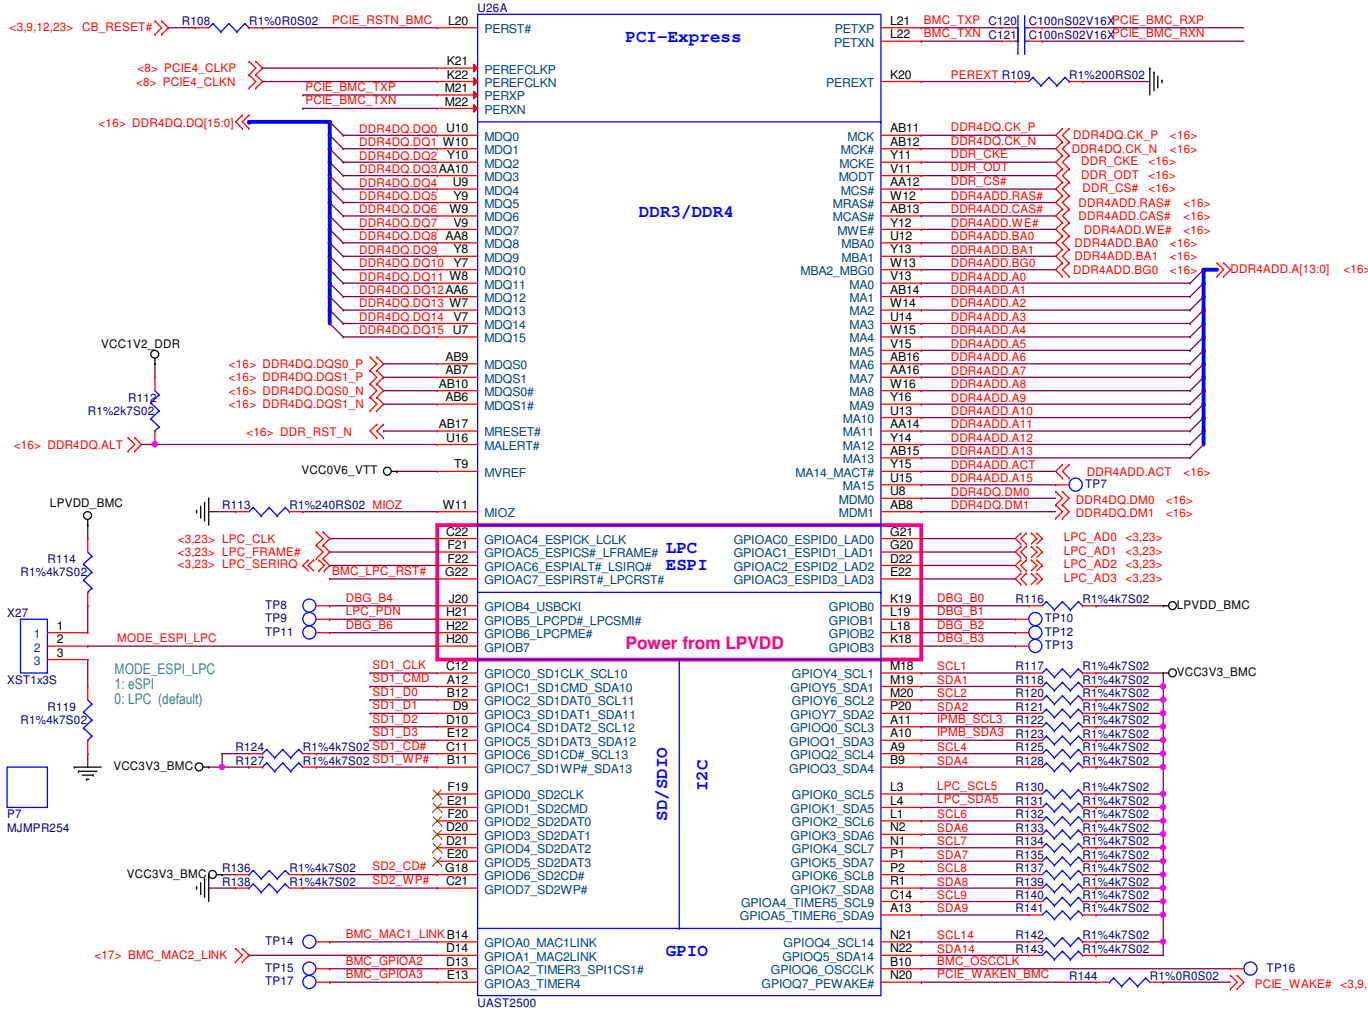 U26A
PCI-Express
<3,9,12,23> CB_RESET# R108 R1%0R0S02 PCIE_RSTN_BMC L20 PERST#
PETXP L21 BMC_TXP C120 C100nS02V16X PCIE_BMC_RXP
PETXN L22 BMC_TXN C121 C100nS02V16X PCIE_BMC_RXN
<8> PCIE4_CLKP K21 PEREFCLKP
<8> PCIE4_CLKN K22 PEREFCLKN
PCIE_BMC_TXP M21 PERXP
PCIE_BMC_TXN M22 PERXN
PEREXT K20 PEREXT R109 R1%200RS02
DDR3/DDR4
<16> DDR4DQ.DQ[15:0]
DDR4DQ.DQ0 U10 MDQ0
DDR4DQ.DQ1 W10 MDQ1
DDR4DQ.DQ2 Y10 MDQ2
DDR4DQ.DQ3 AA10 MDQ3
DDR4DQ.DQ4 U9 MDQ4
DDR4DQ.DQ5 Y9 MDQ5
DDR4DQ.DQ6 W9 MDQ6
DDR4DQ.DQ7 V9 MDQ7
DDR4DQ.DQ8 AA8 MDQ8
DDR4DQ.DQ9 Y8 MDQ9
DDR4DQ.DQ10 Y7 MDQ10
DDR4DQ.DQ11 W8 MDQ11
DDR4DQ.DQ12 AA6 MDQ12
DDR4DQ.DQ13 W7 MDQ13
DDR4DQ.DQ14 V7 MDQ14
DDR4DQ.DQ15 U7 MDQ15
VCC1V2_DDR
R112
R1%2k7S02
<16> DDR4DQ.DQS0_P AB9 MDQS0
<16> DDR4DQ.DQS1_P AB7 MDQS1
<16> DDR4DQ.DQS0_N AB10 MDQS0#
<16> DDR4DQ.DQS1_N AB6 MDQS1#
<16> DDR_RST_N AB17 MRESET#
<16> DDR4DQ.ALT U16 MALERT#
VCC0V6_VTT T9 MVREF
R113 R1%240RS02 MIOZ W11 MIOZ
MCK AB11 DDR4DQ.CK_P DDR4DQ.CK_P <16>
MCK# AB12 DDR4DQ.CK_N DDR4DQ.CK_N <16>
MCKE Y11 DDR_CKE DDR_CKE <16>
MODT V11 DDR_ODT DDR_ODT <16>
MCS# AA12 DDR_CS# DDR_CS# <16>
MRAS# W12 DDR4ADD.RAS# DDR4ADD.RAS# <16>
MCAS# AB13 DDR4ADD.CAS# DDR4ADD.CAS# <16>
MWE# Y12 DDR4ADD.WE# DDR4ADD.WE# <16>
MBA0 U12 DDR4ADD.BA0 DDR4ADD.BA0 <16>
MBA1 Y13 DDR4ADD.BA1 DDR4ADD.BA1 <16>
MBA2_MBG0 W13 DDR4ADD.BG0 DDR4ADD.BG0 <16>
DDR4ADD.A[13:0] <16>
MA0 V13 DDR4ADD.A0
MA1 AB14 DDR4ADD.A1
MA2 W14 DDR4ADD.A2
MA3 U14 DDR4ADD.A3
MA4 W15 DDR4ADD.A4
MA5 V15 DDR4ADD.A5
MA6 AB16 DDR4ADD.A6
MA7 AA16 DDR4ADD.A7
MA8 W16 DDR4ADD.A8
MA9 Y16 DDR4ADD.A9
MA10 U13 DDR4ADD.A10
MA11 AA14 DDR4ADD.A11
MA12 Y14 DDR4ADD.A12
MA13 AB15 DDR4ADD.A13
MA14_MACT# Y15 DDR4ADD.ACT DDR4ADD.ACT <16>
MA15 U15 DDR4ADD.A15 TP7
MDM0 U8 DDR4DQ.DM0 DDR4DQ.DM0 <16>
MDM1 AB8 DDR4DQ.DM1 DDR4DQ.DM1 <16>
LPC
ESPI
<3,23> LPC_CLK C22 GPIOAC4_ESPICK_LCLK
<3,23> LPC_FRAME# F21 GPIOAC5_ESPICS#_LFRAME#
<3,23> LPC_SERIRQ F22 GPIOAC6_ESPIALT#_LSIRQ#
BMC_LPC_RST# G22 GPIOAC7_ESPIRST#_LPCRST#
GPIOAC0_ESPID0_LAD0 G21 LPC_AD0 <3,23>
GPIOAC1_ESPID1_LAD1 G20 LPC_AD1 <3,23>
GPIOAC2_ESPID2_LAD2 D22 LPC_AD2 <3,23>
GPIOAC3_ESPID3_LAD3 E22 LPC_AD3 <3,23>
TP8 DBG_B4 J20 GPIOB4_USBCKI
TP9 LPC_PDN H21 GPIOB5_LPCPD#_LPCSMI#
TP11 DBG_B6 H22 GPIOB6_LPCPME#
MODE_ESPI_LPC H20 GPIOB7
GPIOB0 K19 DBG_B0 R116 R1%4k7S02 LPVDD_BMC
GPIOB1 L19 DBG_B1 TP10
GPIOB2 L18 DBG_B2 TP12
GPIOB3 K18 DBG_B3 TP13
Power from LPVDD
LPVDD_BMC
R114
R1%4k7S02
X27
1 1
2 2
3 3
XST1x3S
MODE_ESPI_LPC
1: eSPI
0: LPC (default)
R119
R1%4k7S02
P7
MJMPR254
SD/SDIO
I2C
SD1_CLK C12 GPIOC0_SD1CLK_SCL10
SD1_CMD A12 GPIOC1_SD1CMD_SDA10
SD1_D0 B12 GPIOC2_SD1DAT0_SCL11
SD1_D1 D9 GPIOC3_SD1DAT1_SDA11
SD1_D2 D10 GPIOC4_SD1DAT2_SCL12
SD1_D3 E12 GPIOC5_SD1DAT3_SDA12
R124 R1%4k7S02 SD1_CD# C11 GPIOC6_SD1CD#_SCL13
VCC3V3_BMC R127 R1%4k7S02 SD1_WP# B11 GPIOC7_SD1WP#_SDA13
F19 GPIOD0_SD2CLK
E21 GPIOD1_SD2CMD
F20 GPIOD2_SD2DAT0
D20 GPIOD3_SD2DAT1
D21 GPIOD4_SD2DAT2
E20 GPIOD5_SD2DAT3
VCC3V3_BMC R136 R1%4k7S02 SD2_CD# G18 GPIOD6_SD2CD#
R138 R1%4k7S02 SD2_WP# C21 GPIOD7_SD2WP#
GPIOY4_SCL1 M18 SCL1 R117 R1%4k7S02 VCC3V3_BMC
GPIOY5_SDA1 M19 SDA1 R118 R1%4k7S02
GPIOY6_SCL2 M20 SCL2 R120 R1%4k7S02
GPIOY7_SDA2 P20 SDA2 R121 R1%4k7S02
GPIOQ0_SCL3 A11 IPMB_SCL3 R122 R1%4k7S02
GPIOQ1_SDA3 A10 IPMB_SDA3 R123 R1%4k7S02
GPIOQ2_SCL4 A9 SCL4 R125 R1%4k7S02
GPIOQ3_SDA4 B9 SDA4 R128 R1%4k7S02
GPIOK0_SCL5 L3 LPC_SCL5 R130 R1%4k7S02
GPIOK1_SDA5 L4 LPC_SDA5 R131 R1%4k7S02
GPIOK2_SCL6 L1 SCL6 R132 R1%4k7S02
GPIOK3_SDA6 N2 SDA6 R133 R1%4k7S02
GPIOK4_SCL7 N1 SCL7 R134 R1%4k7S02
GPIOK5_SDA7 P1 SDA7 R135 R1%4k7S02
GPIOK6_SCL8 P2 SCL8 R137 R1%4k7S02
GPIOK7_SDA8 R1 SDA8 R139 R1%4k7S02
GPIOA4_TIMER5_SCL9 C14 SCL9 R140 R1%4k7S02
GPIOA5_TIMER6_SDA9 A13 SDA9 R141 R1%4k7S02
GPIO
TP14 BMC_MAC1_LINK B14 GPIOA0_MAC1LINK
<17> BMC_MAC2_LINK D14 GPIOA1_MAC2LINK
TP15 BMC_GPIOA2 D13 GPIOA2_TIMER3_SPI1CS1#
TP17 BMC_GPIOA3 E13 GPIOA3_TIMER4
GPIOQ4_SCL14 N21 SCL14 R142 R1%4k7S02
GPIOQ5_SDA14 N22 SDA14 R143 R1%4k7S02
GPIOQ6_OSCCLK B10 BMC_OSCCLK TP16
GPIOQ7_PEWAKE# N20 PCIE_WAKEN_BMC R144 R1%0R0S02 PCIE_WAKE# <3,9,
UAST2500